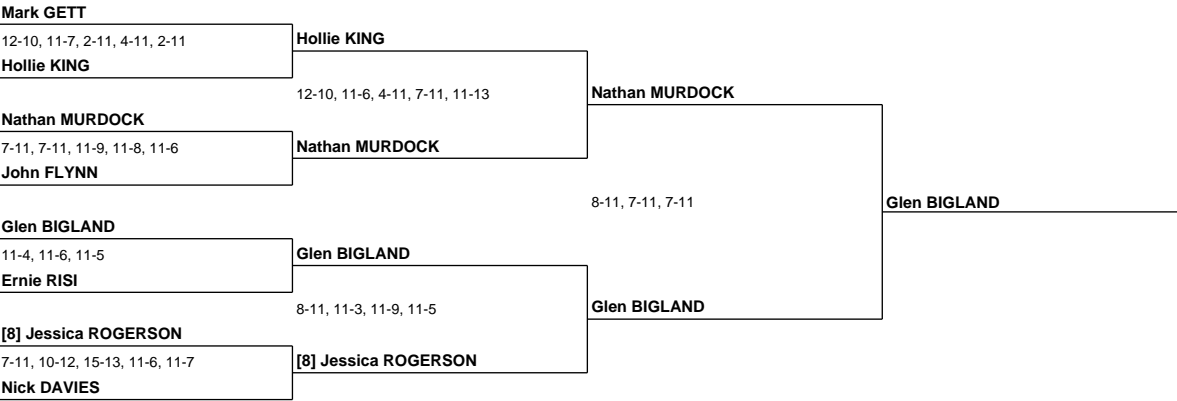 Mark GETT
12-10, 11-7, 2-11, 4-11, 2-11
Hollie KING
Hollie KING
12-10, 11-6, 4-11, 7-11, 11-13
Nathan MURDOCK
Nathan MURDOCK
7-11, 7-11, 11-9, 11-8, 11-6
Nathan MURDOCK
John FLYNN
8-11, 7-11, 7-11
Glen BIGLAND
Glen BIGLAND
11-4, 11-6, 11-5
Glen BIGLAND
Ernie RISI
8-11, 11-3, 11-9, 11-5
Glen BIGLAND
[8] Jessica ROGERSON
7-11, 10-12, 15-13, 11-6, 11-7
[8] Jessica ROGERSON
Nick DAVIES